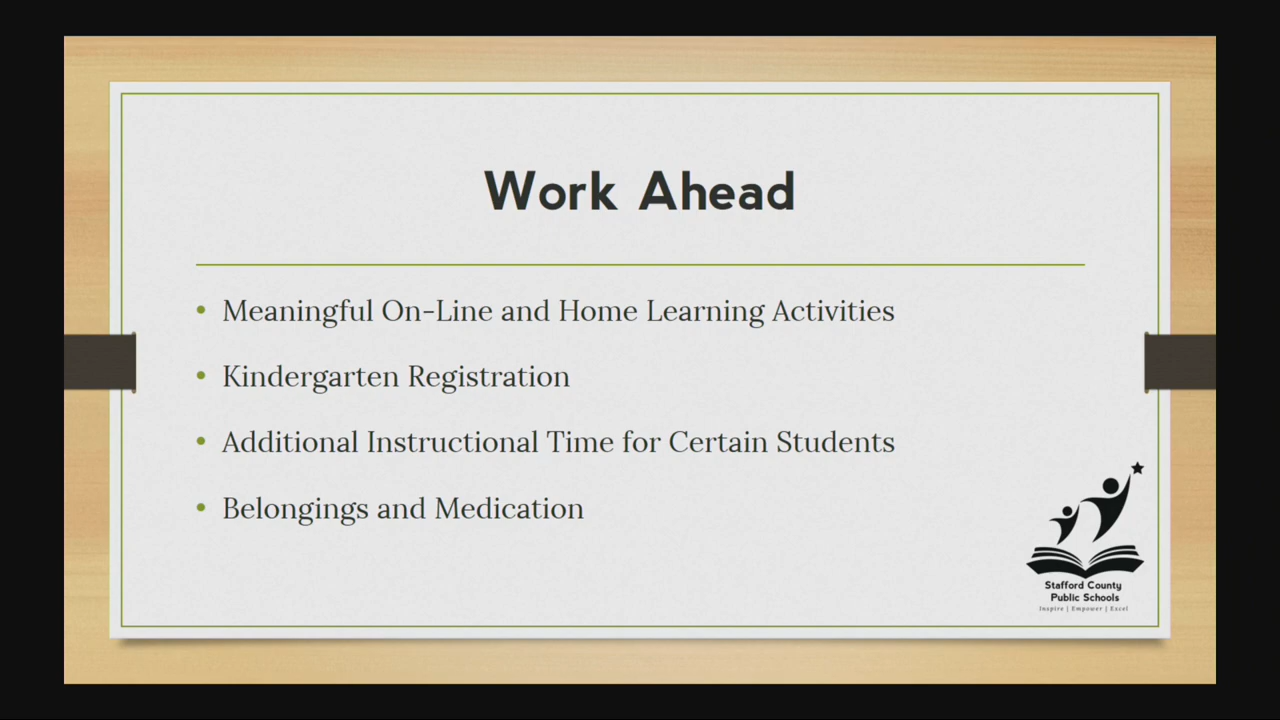 Work Ahead
• Meaningful On-Line and Home Learning Activities
• Kindergarten Registration
• Additional Instructional Time for Certain Students
• Belongings and Medication
Stafford County
Public Schools
Inspire | Empower | Excel